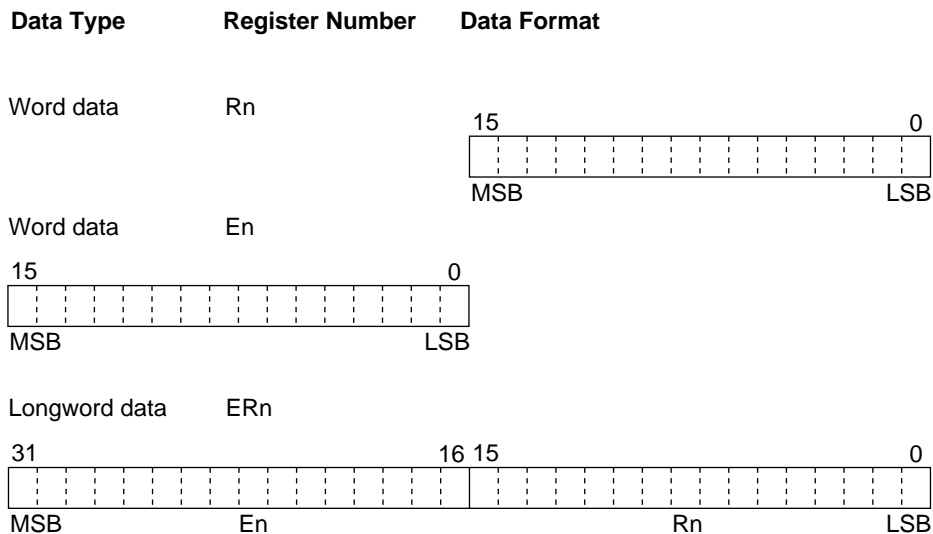 Data Type Register Number Data Format
Word data Rn
15 0
MSB LSB
Word data En
15 0
MSB LSB
Longword data ERn
31 16 15 0
MSB En Rn LSB